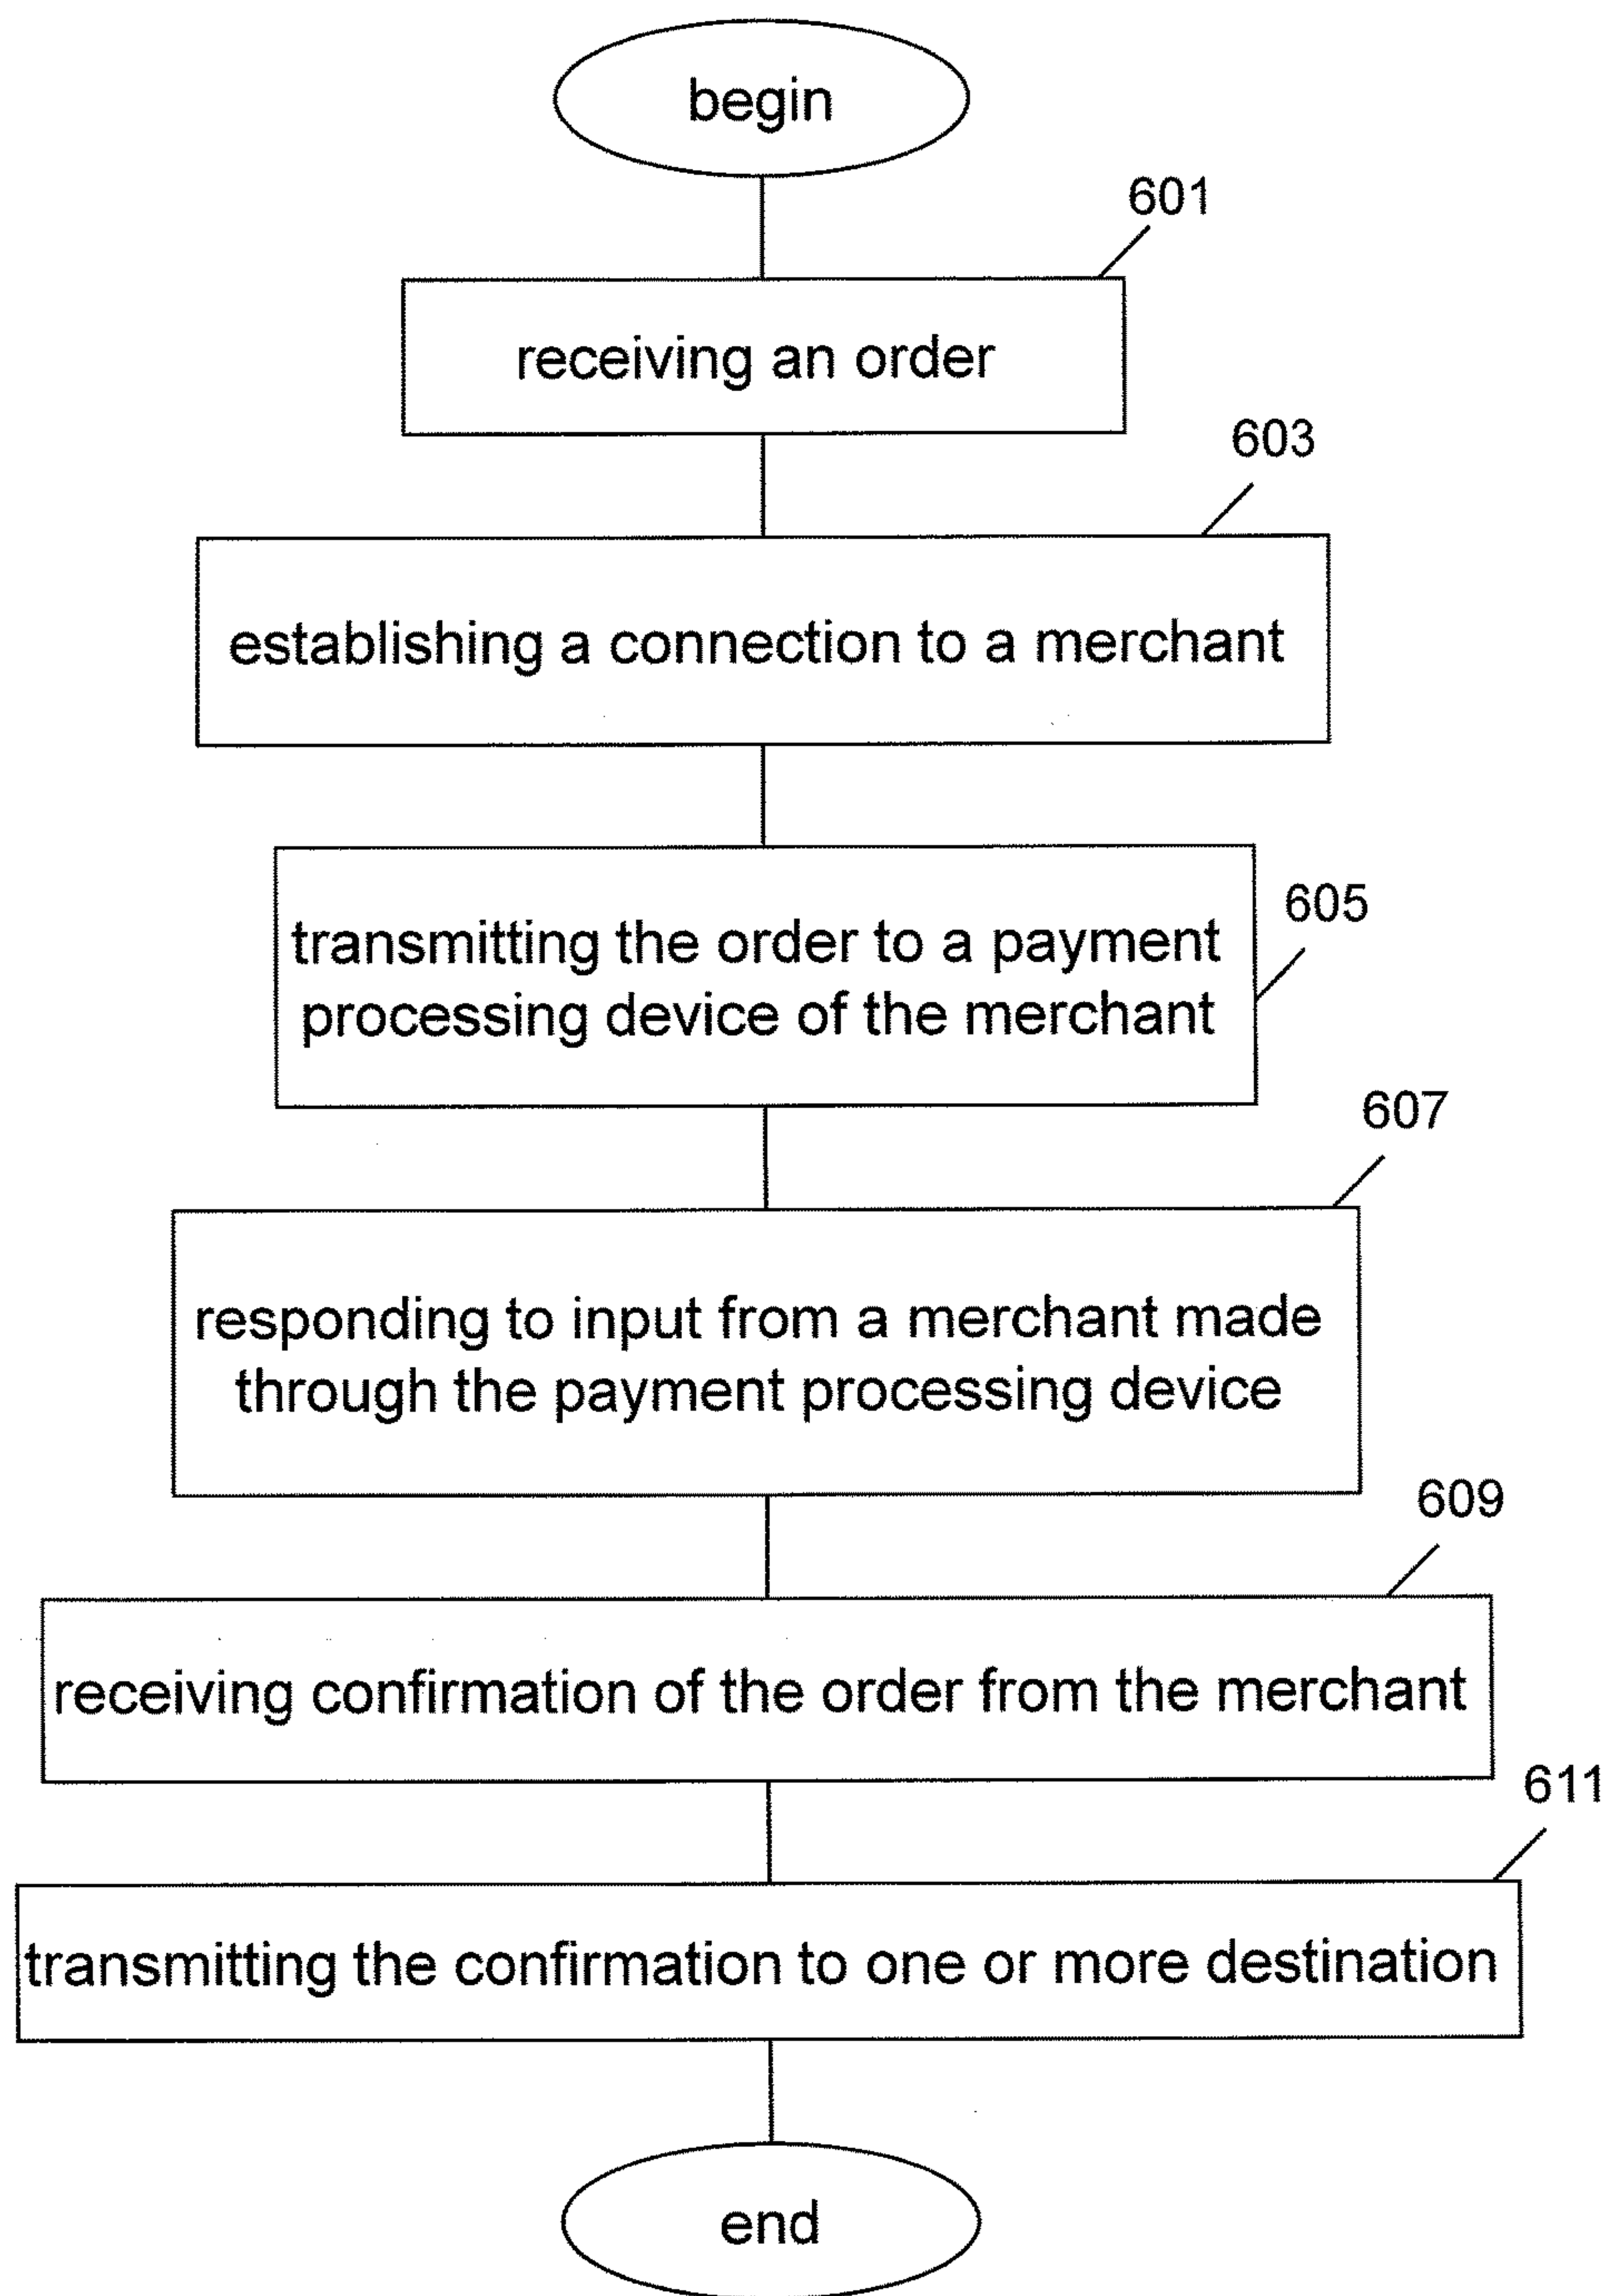 begin
601
receiving an order
603
establishing a connection to a merchant
605
transmitting the order to a payment
processing device of the merchant
607
responding to input from a merchant made
through the payment processing device
609
receiving confirmation of the order from the merchant
611
transmitting the confirmation to one or more destination
end